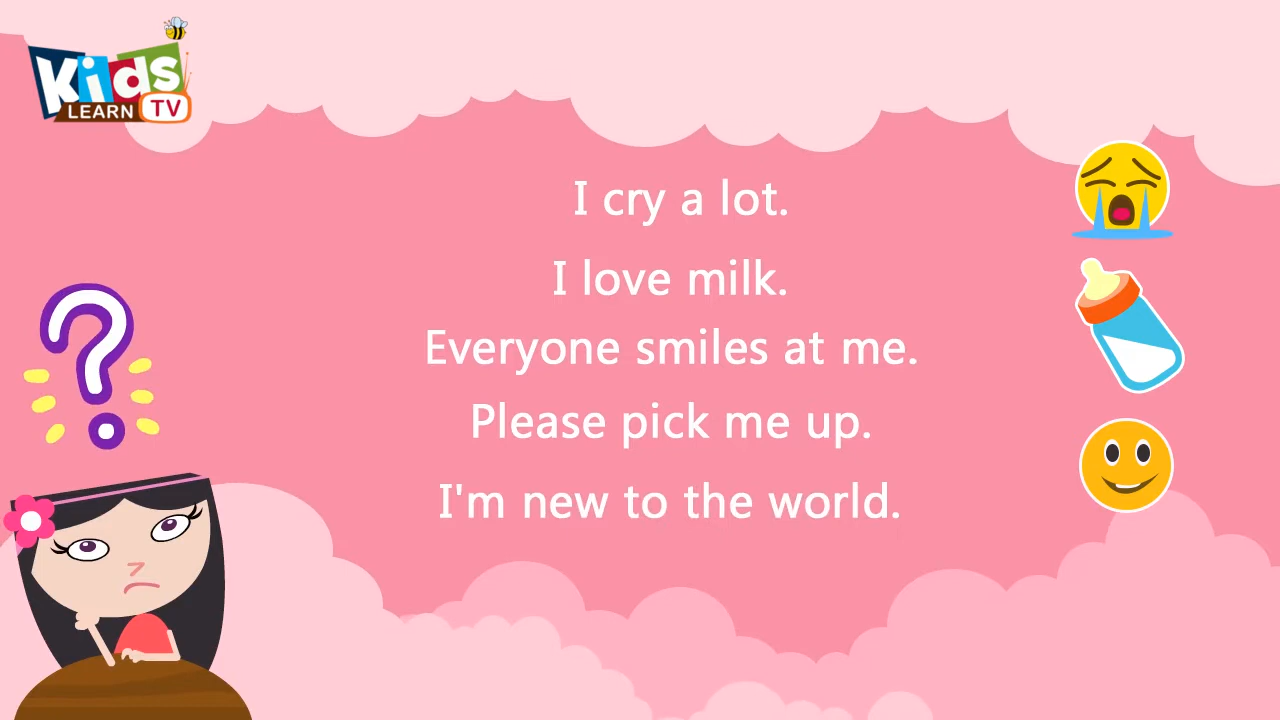 Kids
LEARN TV
I cry a lot.
I love milk.
Everyone smiles at me.
Please pick me up.
I'm new to the world.
?